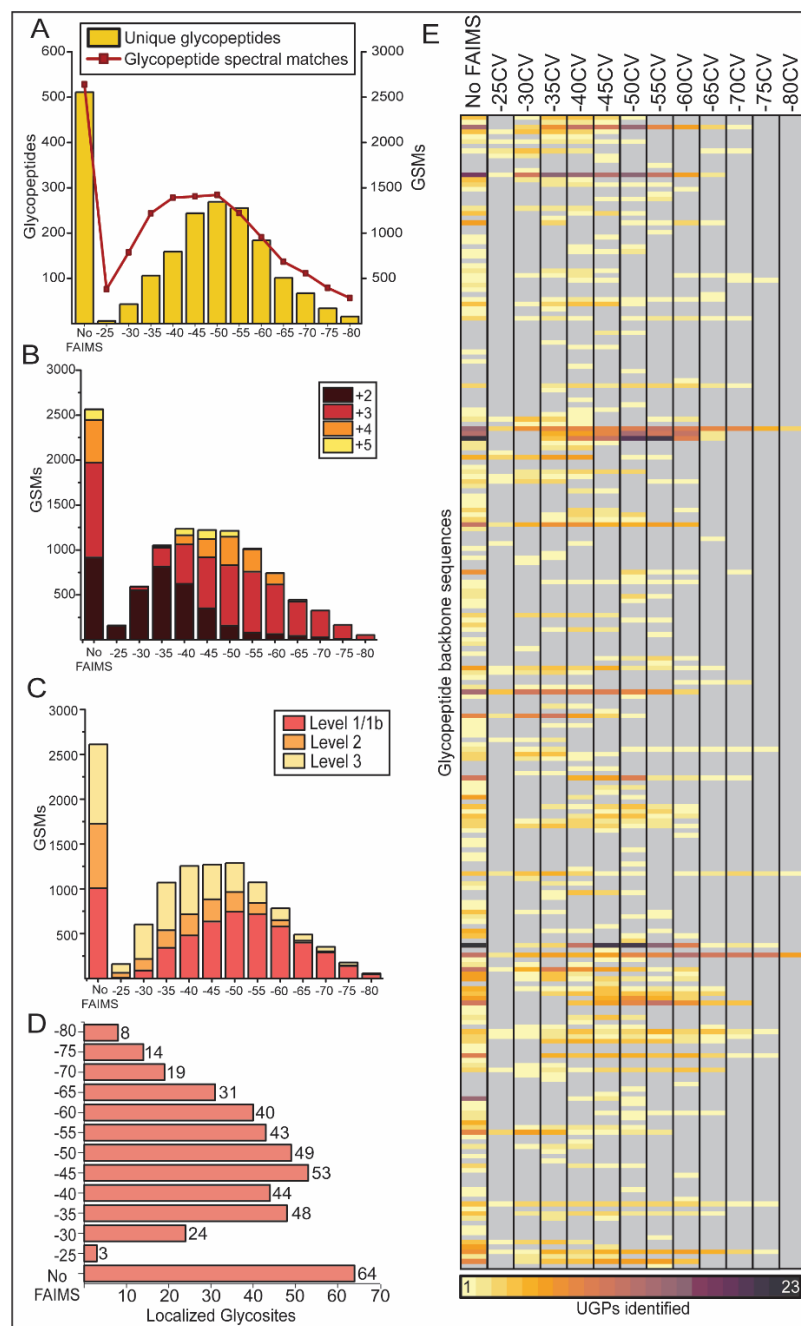 A
Unique glycopeptides
Glycopeptide spectral matches
600
500
400
300
200
100
Glycopeptides
3000
2500
2000
1500
1000
500
GSMs
No FAIMS -25 -30 -35 -40 -45 -50 -55 -60 -65 -70 -75 -80
B
+2
+3
+4
+5
3000
2500
2000
1500
1000
500
GSMs
No FAIMS -25 -30 -35 -40 -45 -50 -55 -60 -65 -70 -75 -80
C
Level 1/1b
Level 2
Level 3
3000
2500
2000
1500
1000
500
GSMs
No FAIMS -25 -30 -35 -40 -45 -50 -55 -60 -65 -70 -75 -80
D
-80 8
-75 14
-70 19
-65 31
-60 40
-55 43
-50 49
-45 53
-40 44
-35 48
-30 24
-25 3
No FAIMS 64
10 20 30 40 50 60 70
Localized Glycosites
E
No FAIMS
-25CV
-30CV
-35CV
-40CV
-45CV
-50CV
-55CV
-60CV
-65CV
-70CV
-75CV
-80CV
Glycopeptide backbone sequences
1 23
UGPs identified